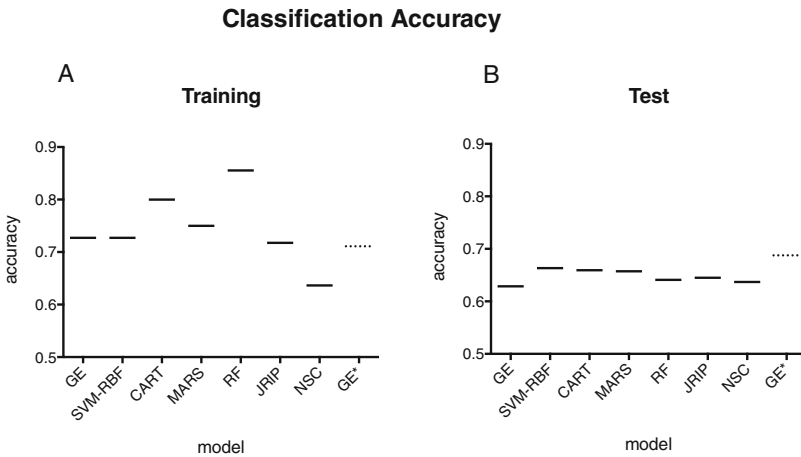 Classification Accuracy
A
Training
accuracy
0.9
0.8
0.7
0.6
0.5
GE
SVM-RBF
CART
MARS
RF
JRIP
NSC
GE*
model
B
Test
accuracy
0.9
0.8
0.7
0.6
0.5
GE
SVM-RBF
CART
MARS
RF
JRIP
NSC
GE*
model